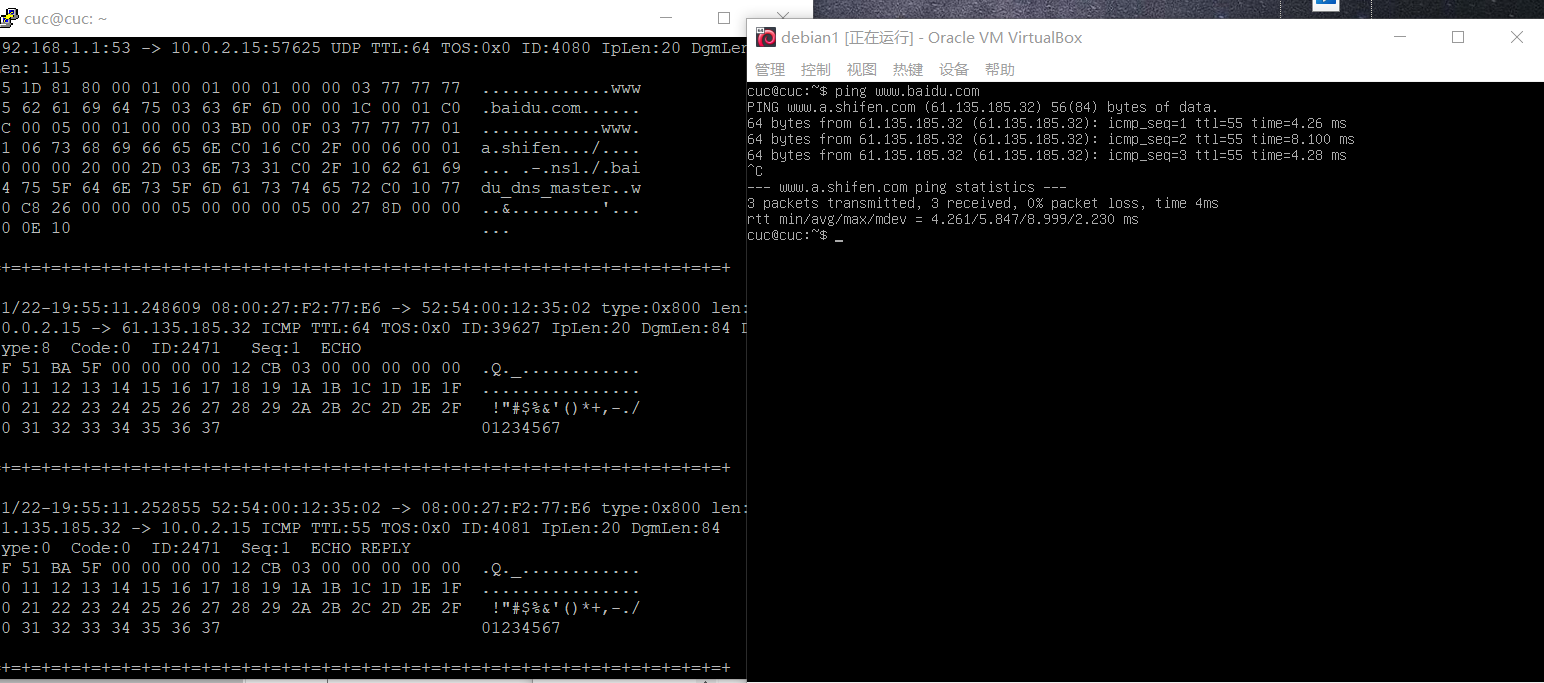 cuc@cuc: ~
92.168.1.1:53 -> 10.0.2.15:57625 UDP TTL:64 TOS:0x0 ID:4080 IpLen:20 DgmLen
en: 115
5 1D 81 80 00 01 00 01 00 01 00 00 03 77 77 77 .............www
5 62 61 69 64 75 03 63 6F 6D 00 00 1C 00 01 C0 .baidu.com......
C 00 05 00 01 00 00 03 BD 00 0F 03 77 77 77 01 ............www.
1 06 73 68 69 66 65 6E C0 16 C0 2F 00 06 00 01 a.shifen.../....
0 00 00 20 00 2D 03 6E 73 31 C0 2F 10 62 61 69 ... .-.ns1./.bai
4 75 5F 64 6E 73 5F 6D 61 73 74 65 72 C0 10 77 du_dns_master..w
0 C8 26 00 00 00 05 00 00 00 05 00 27 8D 00 00 ..&.........'...
0 0E 10 ...
+=+=+=+=+=+=+=+=+=+=+=+=+=+=+=+=+=+=+=+=+=+=+=+=+=+=+=+=+=+=+=+=+=+=+=+=+
1/22-19:55:11.248609 08:00:27:F2:77:E6 -> 52:54:00:12:35:02 type:0x800 len:
0.0.2.15 -> 61.135.185.32 ICMP TTL:64 TOS:0x0 ID:39627 IpLen:20 DgmLen:84 D
ype:8 Code:0 ID:2471 Seq:1 ECHO
F 51 BA 5F 00 00 00 00 12 CB 03 00 00 00 00 00 .Q._............
0 11 12 13 14 15 16 17 18 19 1A 1B 1C 1D 1E 1F ................
0 21 22 23 24 25 26 27 28 29 2A 2B 2C 2D 2E 2F !"#$%&'()*+,-./
0 31 32 33 34 35 36 37 01234567
+=+=+=+=+=+=+=+=+=+=+=+=+=+=+=+=+=+=+=+=+=+=+=+=+=+=+=+=+=+=+=+=+=+=+=+=+
1/22-19:55:11.252855 52:54:00:12:35:02 -> 08:00:27:F2:77:E6 type:0x800 len:
1.135.185.32 -> 10.0.2.15 ICMP TTL:55 TOS:0x0 ID:4081 IpLen:20 DgmLen:84
ype:0 Code:0 ID:2471 Seq:1 ECHO REPLY
F 51 BA 5F 00 00 00 00 12 CB 03 00 00 00 00 00 .Q._............
0 11 12 13 14 15 16 17 18 19 1A 1B 1C 1D 1E 1F ................
0 21 22 23 24 25 26 27 28 29 2A 2B 2C 2D 2E 2F !"#$%&'()*+,-./
0 31 32 33 34 35 36 37 01234567
+=+=+=+=+=+=+=+=+=+=+=+=+=+=+=+=+=+=+=+=+=+=+=+=+=+=+=+=+=+=+=+=+=+=+=+=+
debian1 [正在运行] - Oracle VM VirtualBox
管理 控制 视图 热键 设备 帮助
cuc@cuc:~$ ping www.baidu.com
PING www.a.shifen.com (61.135.185.32) 56(84) bytes of data.
64 bytes from 61.135.185.32 (61.135.185.32): icmp_seq=1 ttl=55 time=4.26 ms
64 bytes from 61.135.185.32 (61.135.185.32): icmp_seq=2 ttl=55 time=8.100 ms
64 bytes from 61.135.185.32 (61.135.185.32): icmp_seq=3 ttl=55 time=4.28 ms
^C
--- www.a.shifen.com ping statistics ---
3 packets transmitted, 3 received, 0% packet loss, time 4ms
rtt min/avg/max/mdev = 4.261/5.847/8.999/2.230 ms
cuc@cuc:~$ _